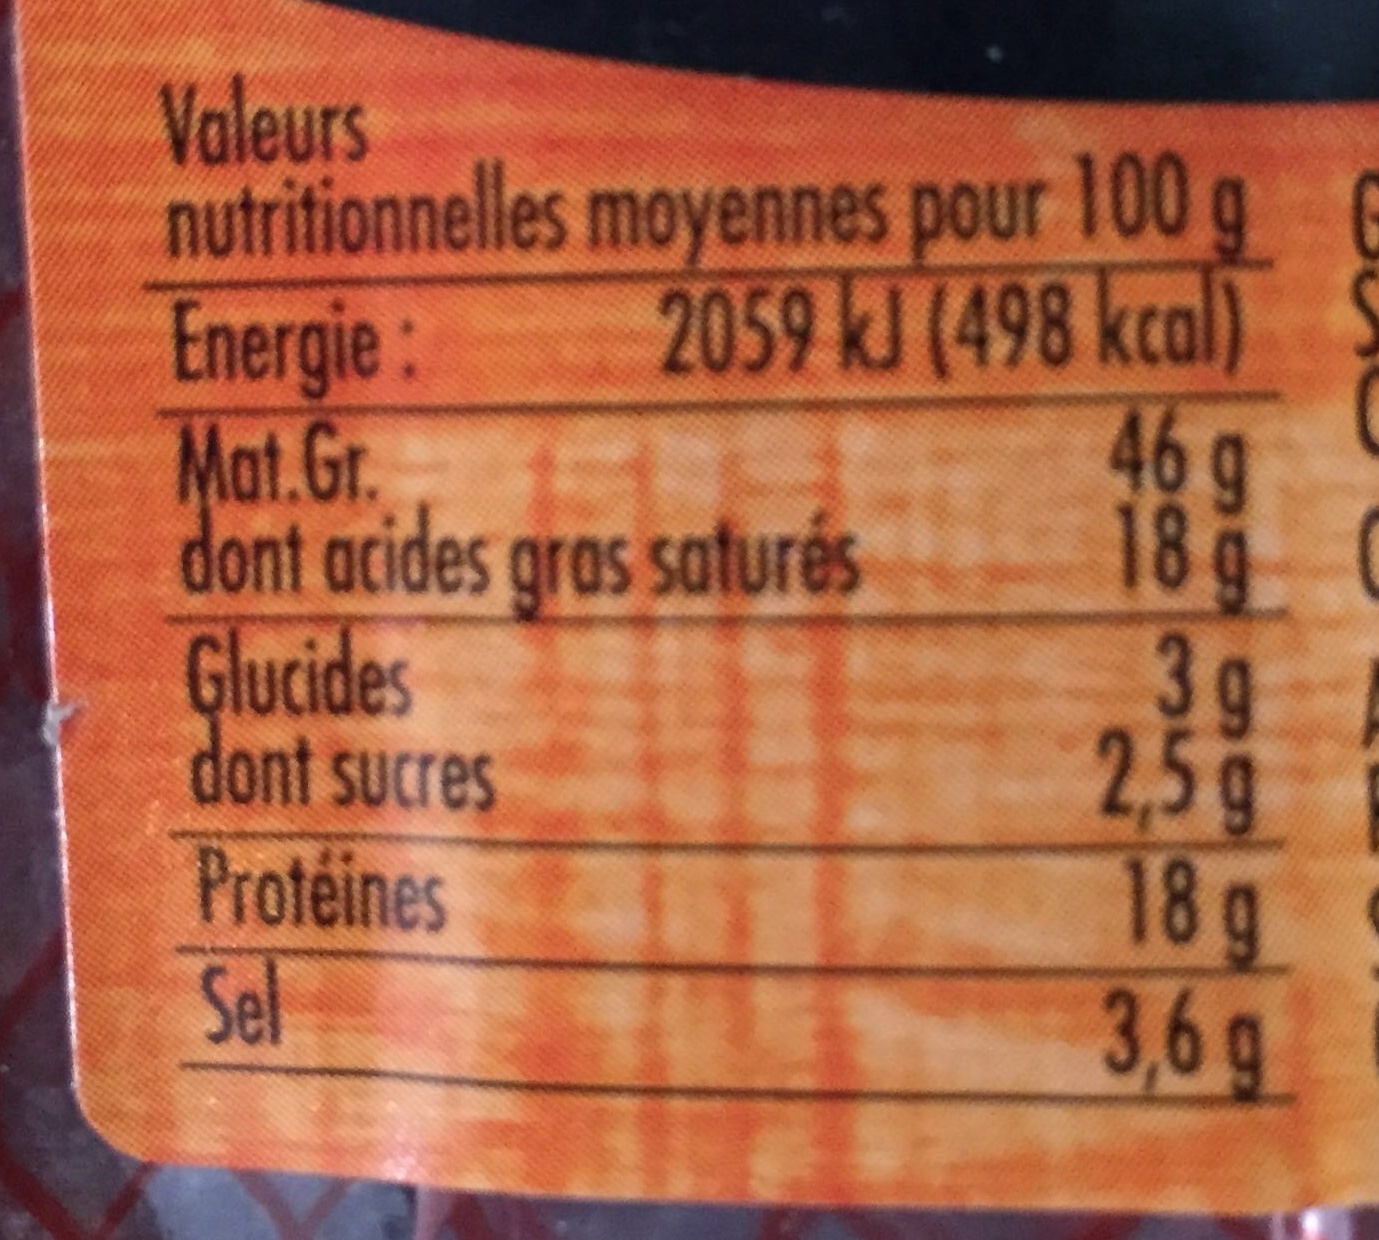 Valeurs
nutritionnelles moyennes pour 100 g
Energie : 2059 kJ (498 kcal)
Mat.Gr. 46 g
dont acides gras saturés 18 g
Glucides 3 g
dont sucres 2,5 g
Protéines 18 g
Sel 3,6 g